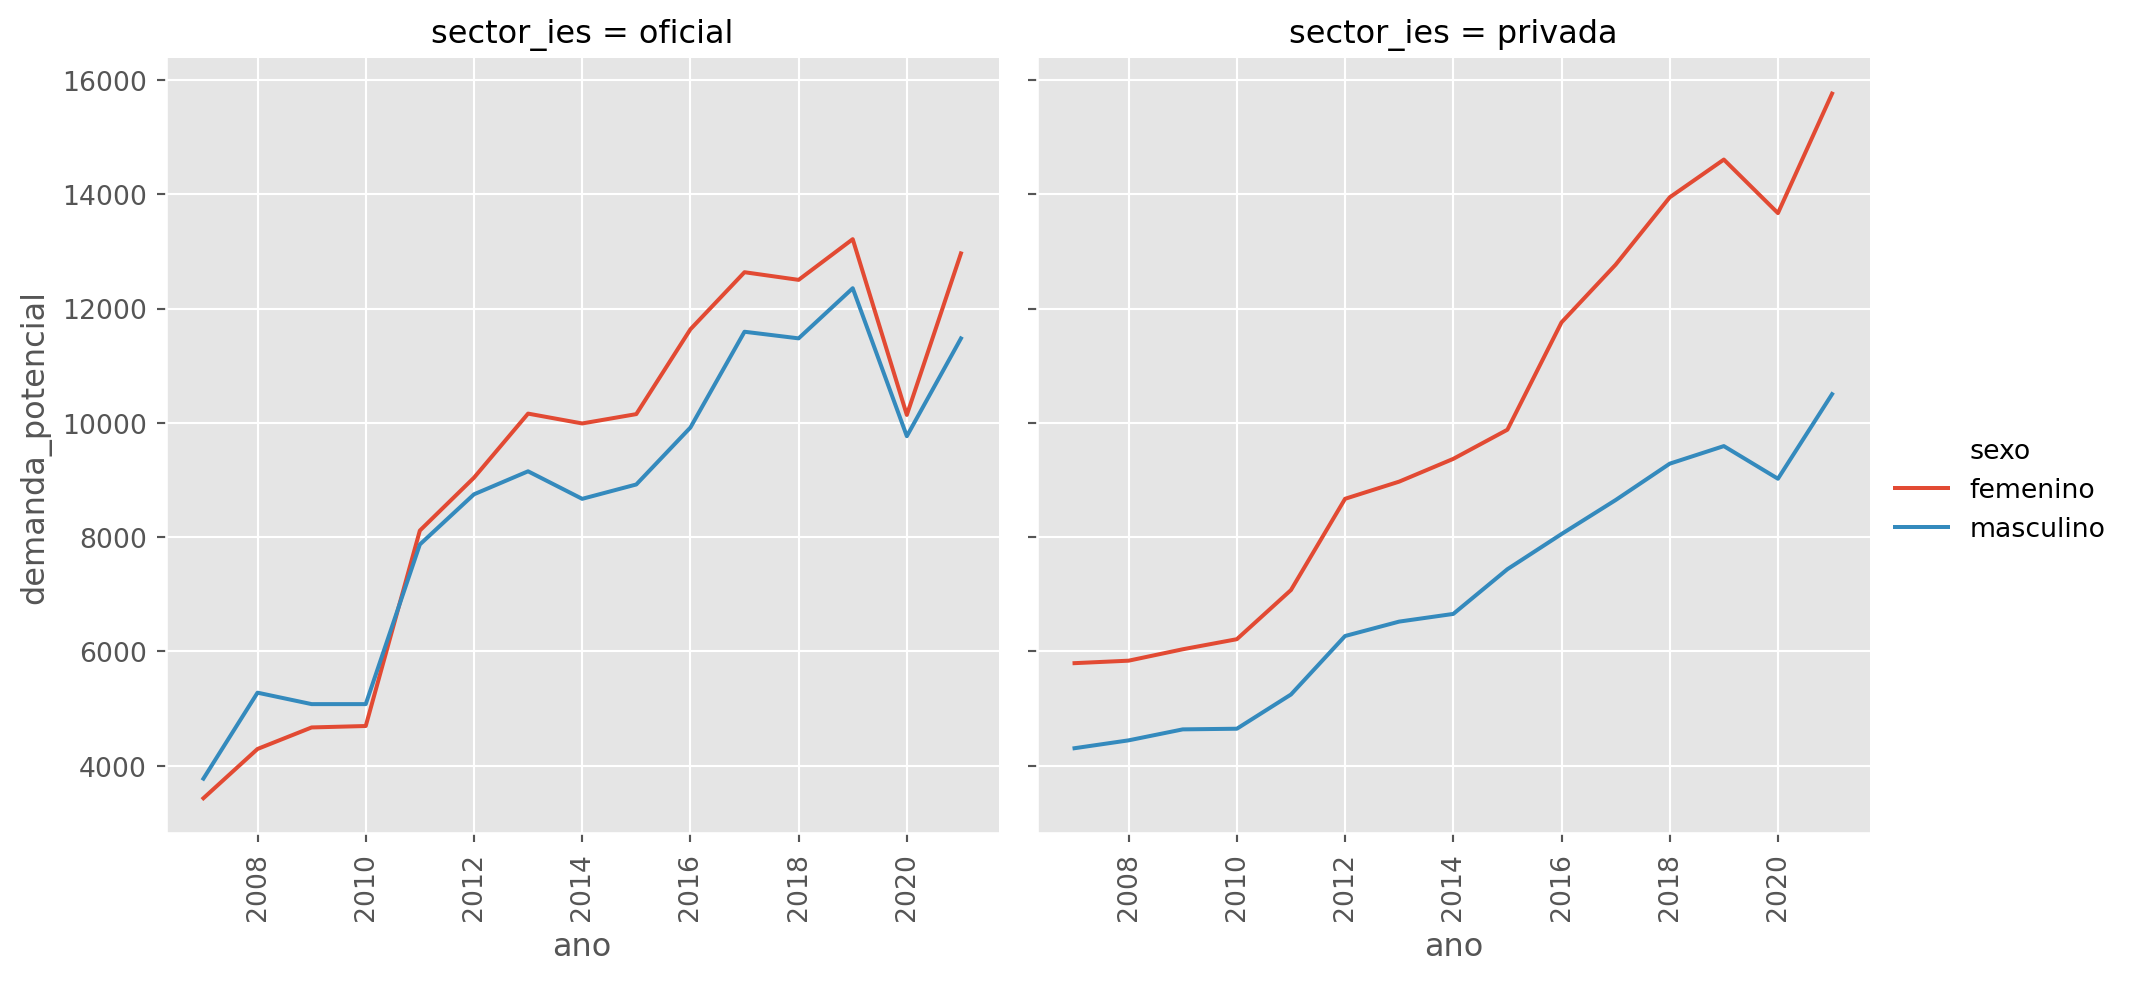 sector_ies = oficial
sector_ies = privada
demanda_potencial
16000
14000
12000
10000
8000
6000
4000
2008
2010
2012
2014
2016
2018
2020
ano
2008
2010
2012
2014
2016
2018
2020
ano
sexo
femenino
masculino